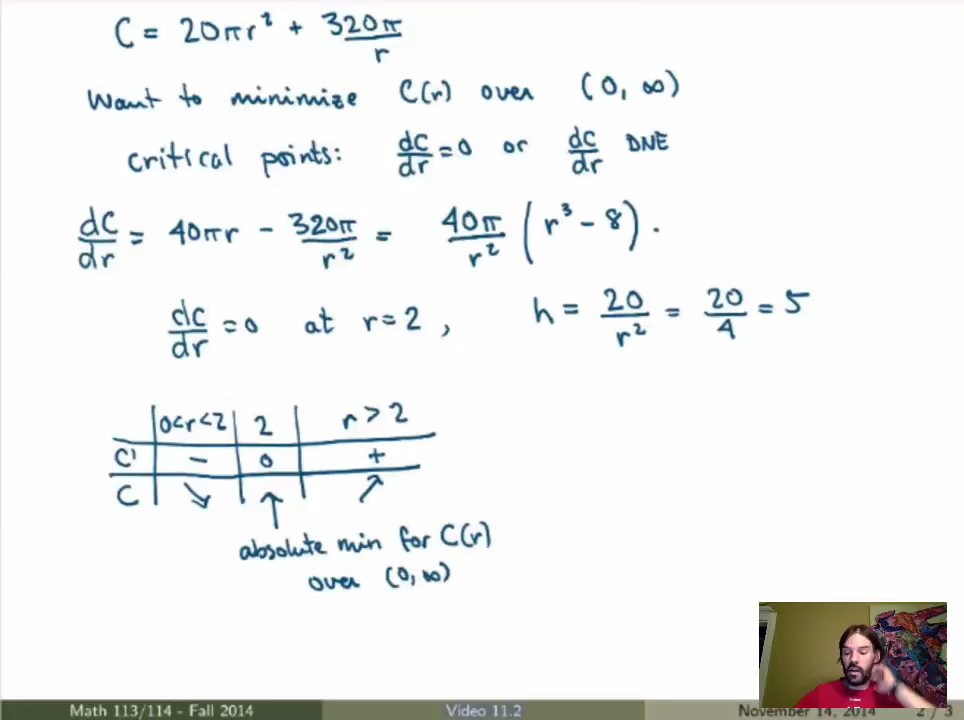 C = 20πr² + 320π/r
Want to minimize C(r) over (0, ∞)
critical points: dC/dr = 0 or dC/dr DNE
dC/dr = 40πr - 320π/r² = 40π/r² (r³ - 8).
dC/dr = 0 at r = 2, h = 20/r² = 20/4 = 5
0<r<2 2 r > 2
C' - 0 +
C ↘ ↑ ↗
absolute min for C(r)
over (0, ∞)
Math 113/114 - Fall 2014 Video 11.2 November 14, 2014 2 / 3